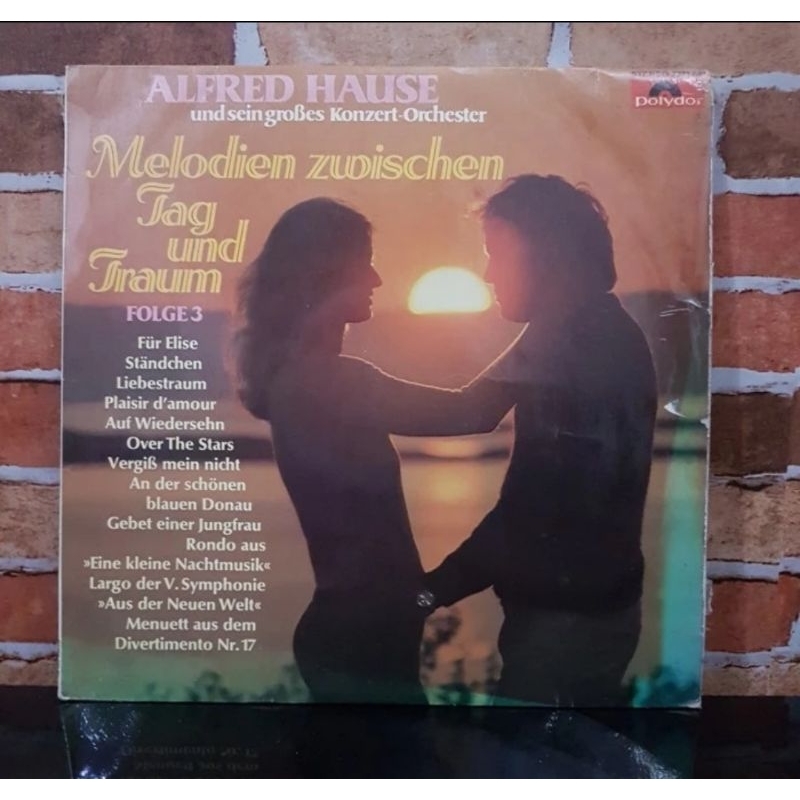 ALFRED HAUSE
und sein großes Konzert-Orchester
polydor
Melodien zwischen
Tag
und
Traum
FOLGE 3
Für Elise
Ständchen
Liebestraum
Plaisir d'amour
Auf Wiedersehn
Over The Stars
Vergiß mein nicht
An der schönen
blauen Donau
Gebet einer Jungfrau
Rondo aus
»Eine kleine Nachtmusik«
Largo der V. Symphonie
»Aus der Neuen Welt«
Menuett aus dem
Divertimento Nr. 17